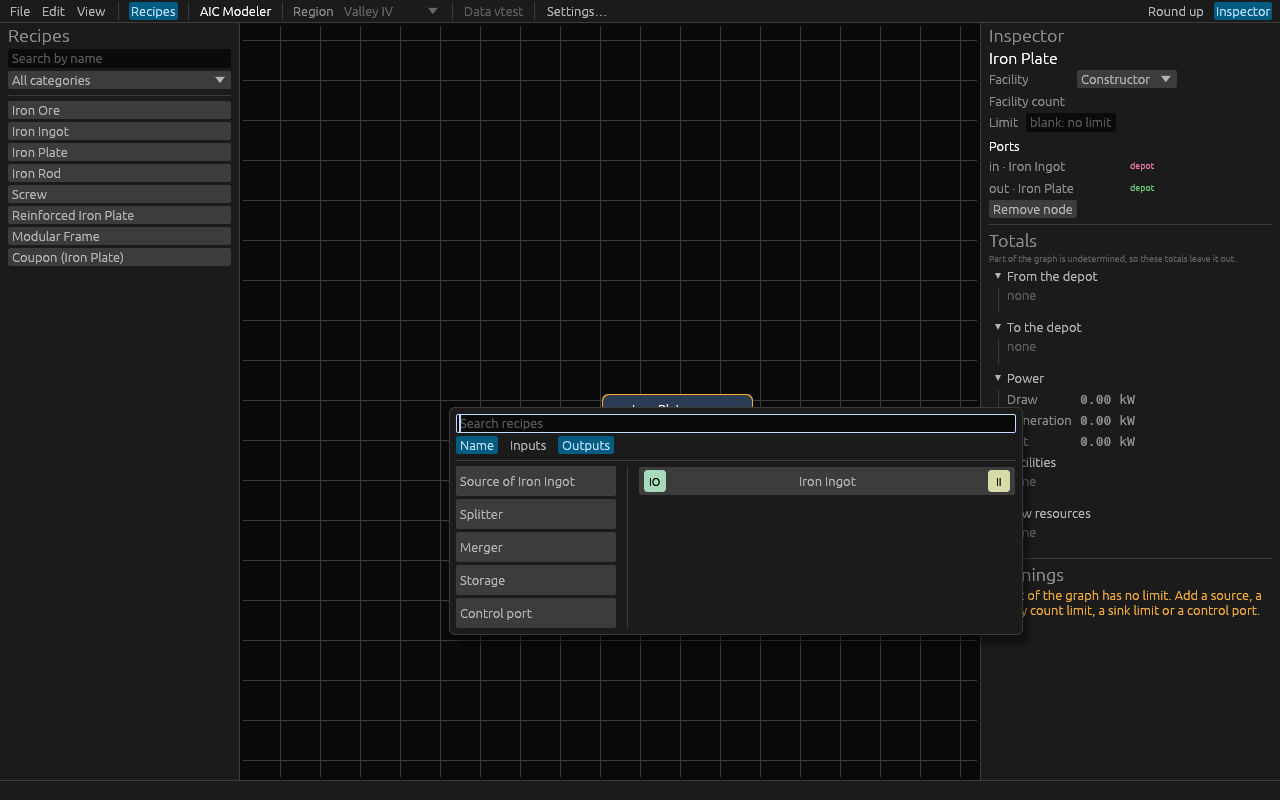 File Edit View Recipes AIC Modeler Region Valley IV Data vtest Settings… Round up Inspector
Recipes
Search by name
All categories
Iron Ore
Iron Ingot
Iron Plate
Iron Rod
Screw
Reinforced Iron Plate
Modular Frame
Coupon (Iron Plate)
Search recipes
Name Inputs Outputs
Source of Iron Ingot
Splitter
Merger
Storage
Control port
IO Iron Ingot II
Inspector
Iron Plate
Facility Constructor
Facility count
Limit blank: no limit
Ports
in · Iron Ingot depot
out · Iron Plate depot
Remove node
Totals
Part of the graph is undetermined, so these totals leave it out.
From the depot
none
To the depot
none
Power
Draw 0.00 kW
neration 0.00 kW
t 0.00 kW
ilities
ne
w resources
ne
nings
of the graph has no limit. Add a source, a
y count limit, a sink limit or a control port.